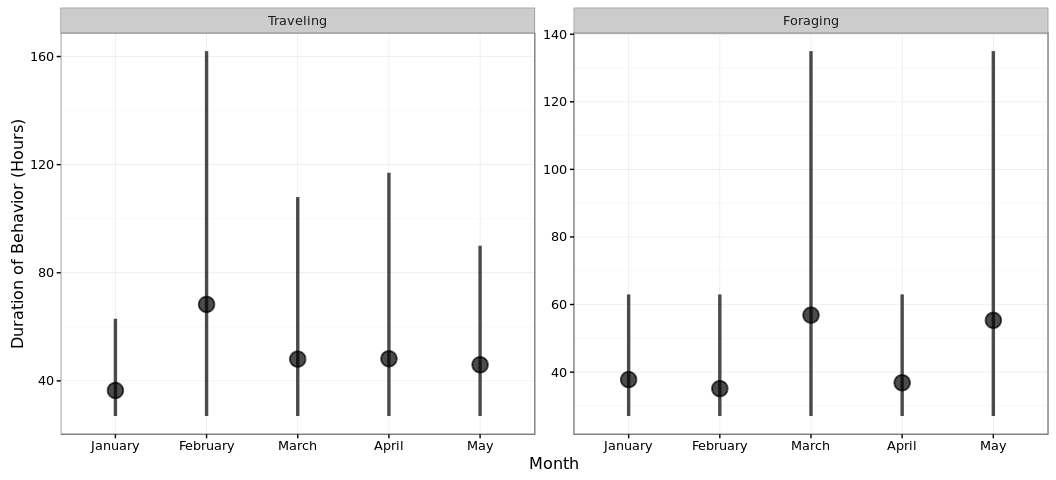 Traveling
Foraging
Duration of Behavior (Hours)
160
120
80
40
140
120
100
80
60
40
January February March April May
January February March April May
Month